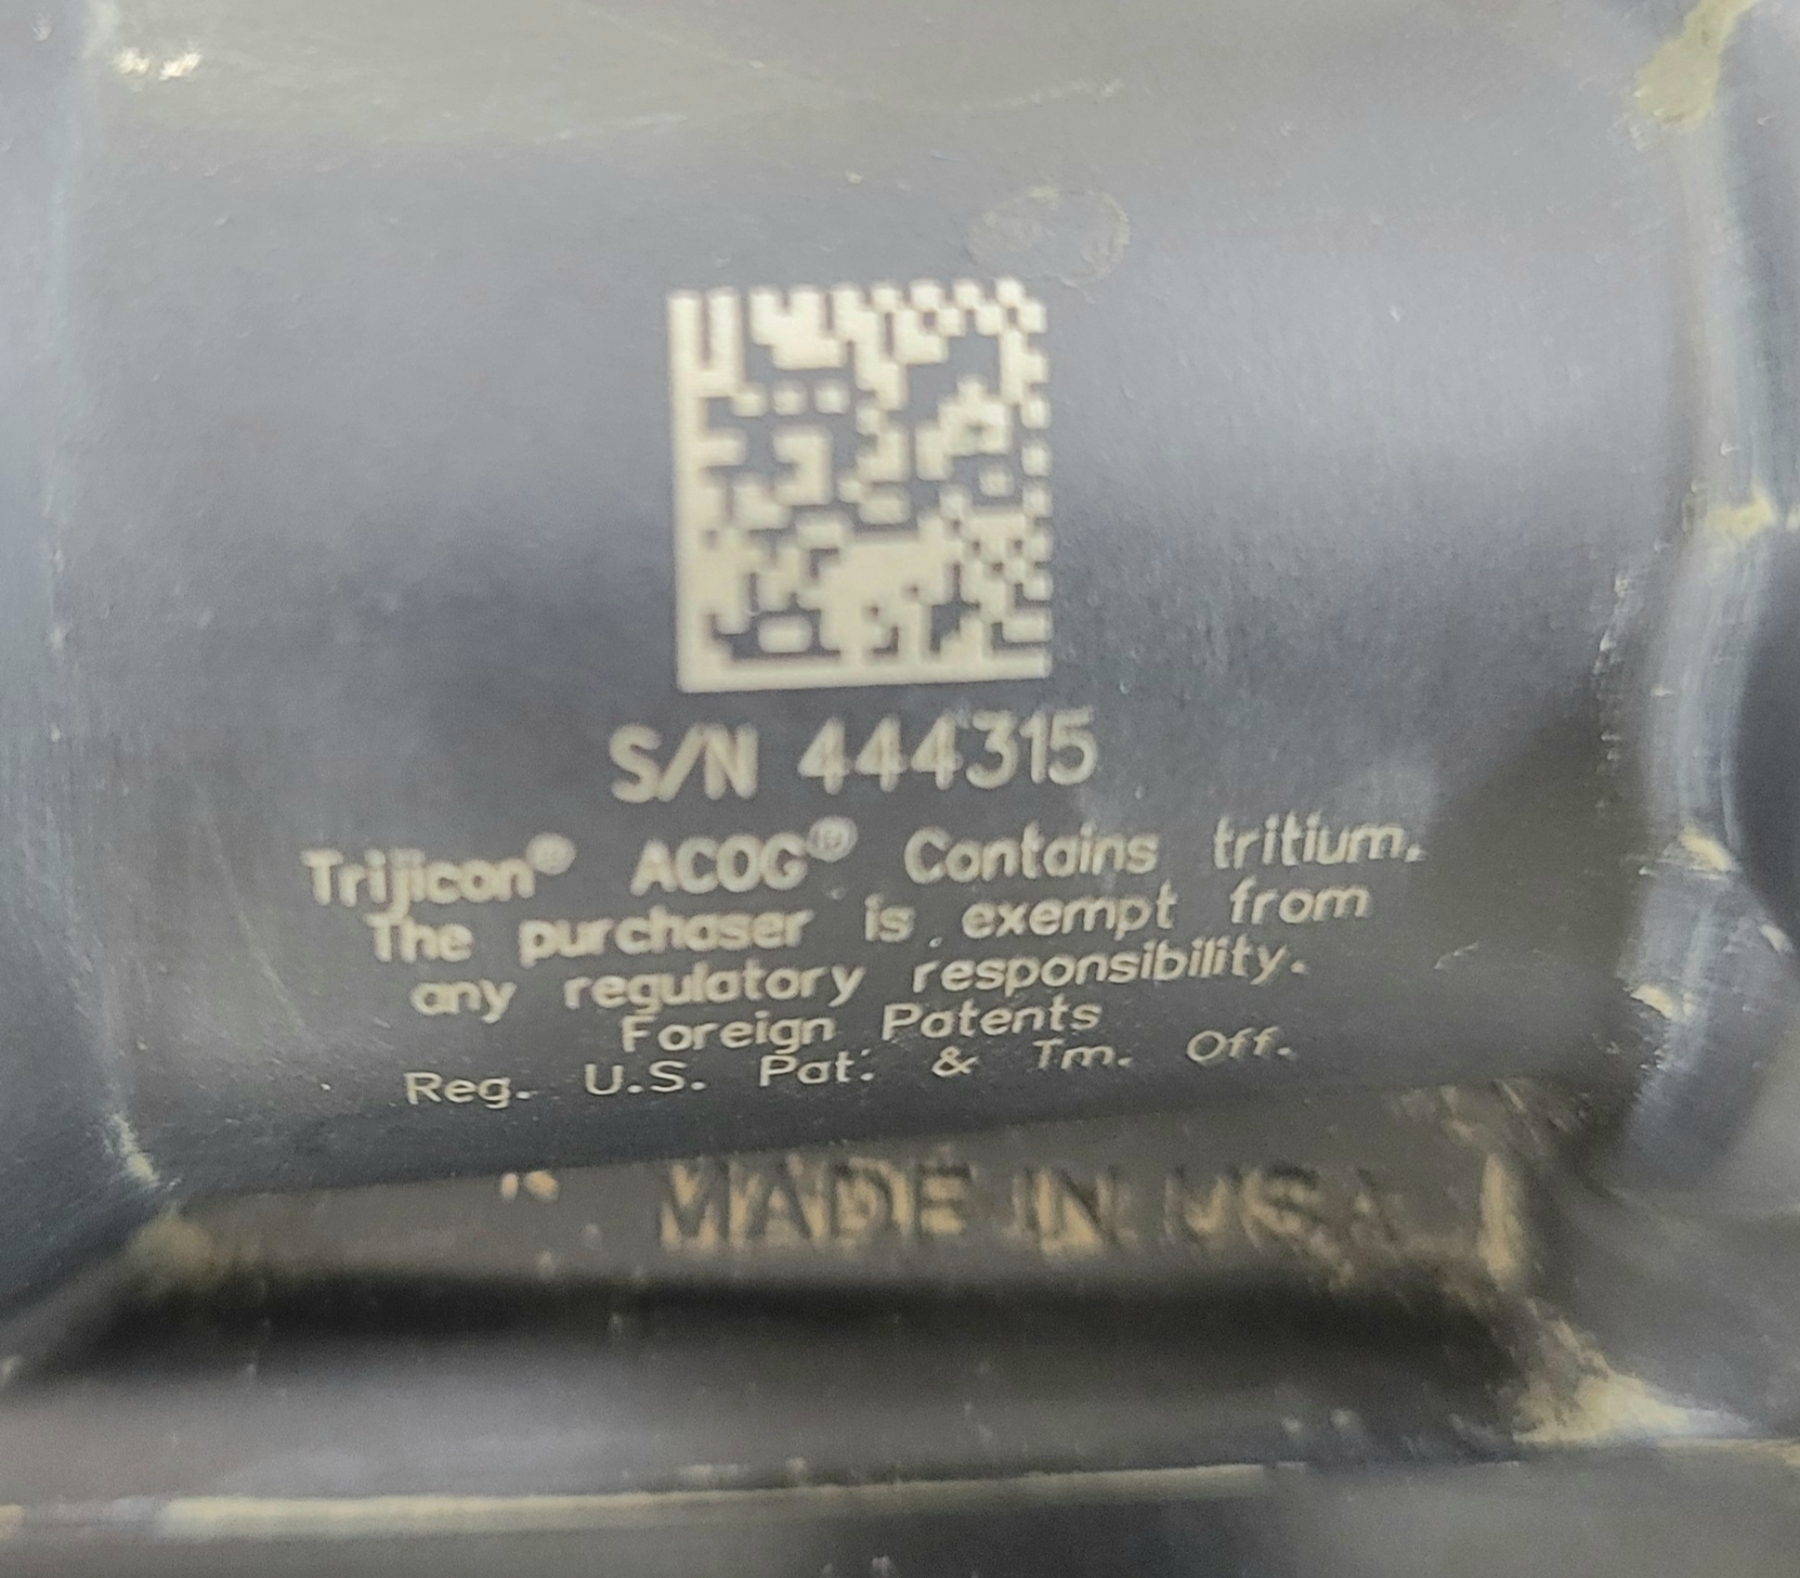 S/N 444315
Trijicon® ACOG® Contains tritium.
The purchaser is exempt from
any regulatory responsibility.
Foreign Patents
Reg. U.S. Pat. & Tm. Off.
MADE IN USA